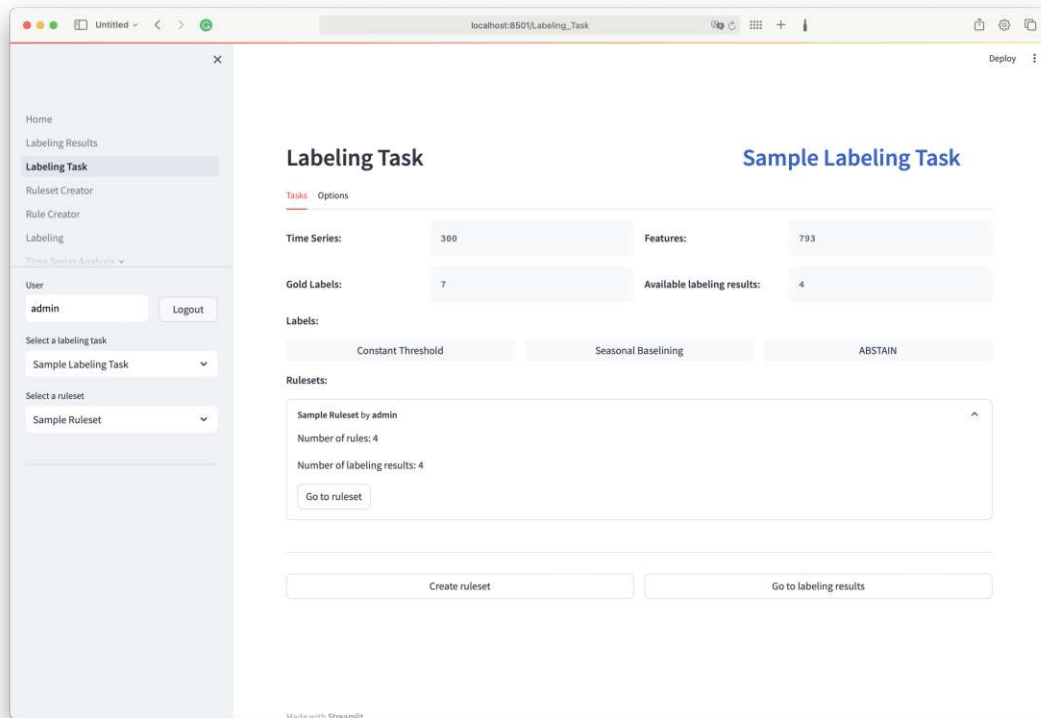 Untitled
localhost:8501/Labeling_Task
Deploy
Home
Labeling Results
Labeling Task
Ruleset Creator
Rule Creator
Labeling
Time Series Analysis
User
admin
Logout
Select a labeling task
Sample Labeling Task
Select a ruleset
Sample Ruleset
Labeling Task
Sample Labeling Task
Tasks Options
Time Series: 300 Features: 793
Gold Labels: 7 Available labeling results: 4
Labels:
Constant Threshold Seasonal Baselining ABSTAIN
Rulesets:
Sample Ruleset by admin
Number of rules: 4
Number of labeling results: 4
Go to ruleset
Create ruleset Go to labeling results
Made with Streamlit